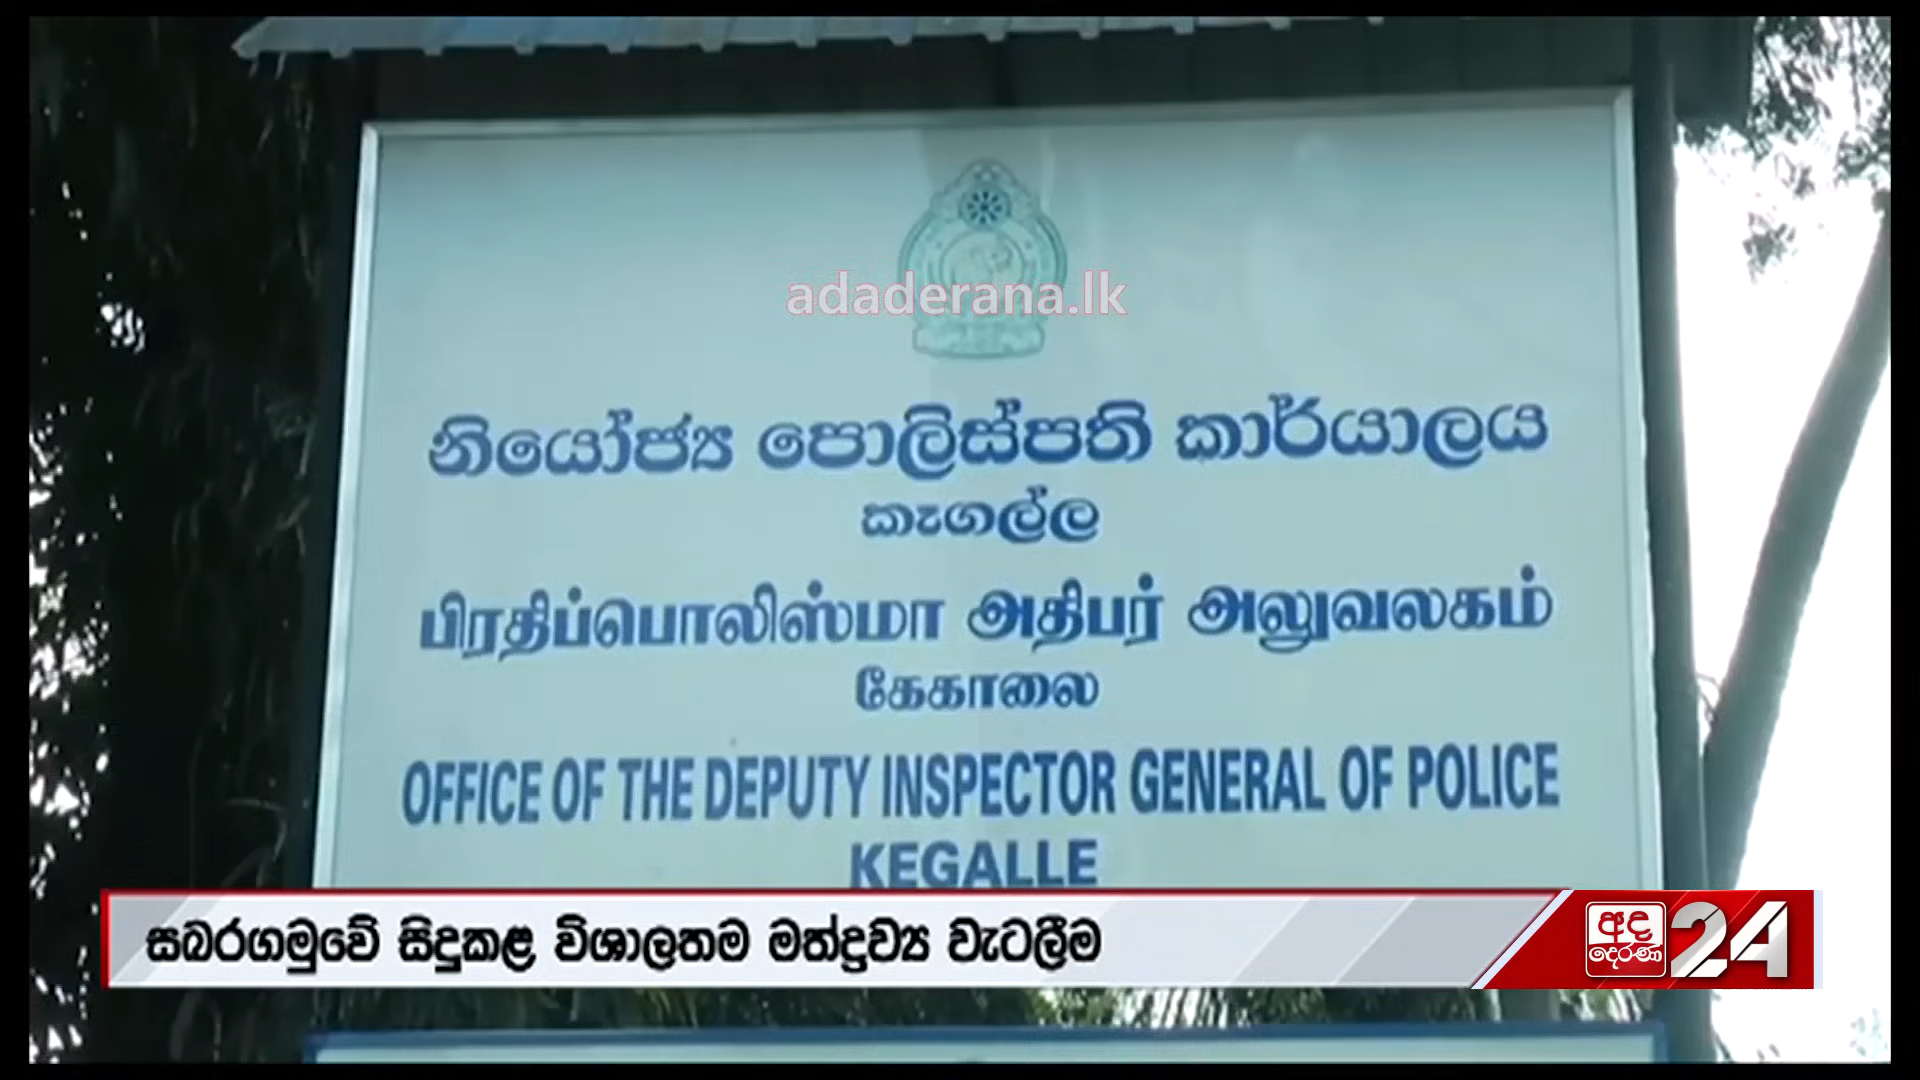 adaderana.lk
නියෝජ්‍ය පොලිස්පති කාර්යාලය
කෑගල්ල
பிரதிப்பொலிஸ்மா அதிபர் அலுவலகம்
கேகாலை
OFFICE OF THE DEPUTY INSPECTOR GENERAL OF POLICE
KEGALLE
සබරගමුවේ සිදුකළ විශාලතම මත්ද්‍රව්‍ය වැටලීම
අද
දෙරණ
24